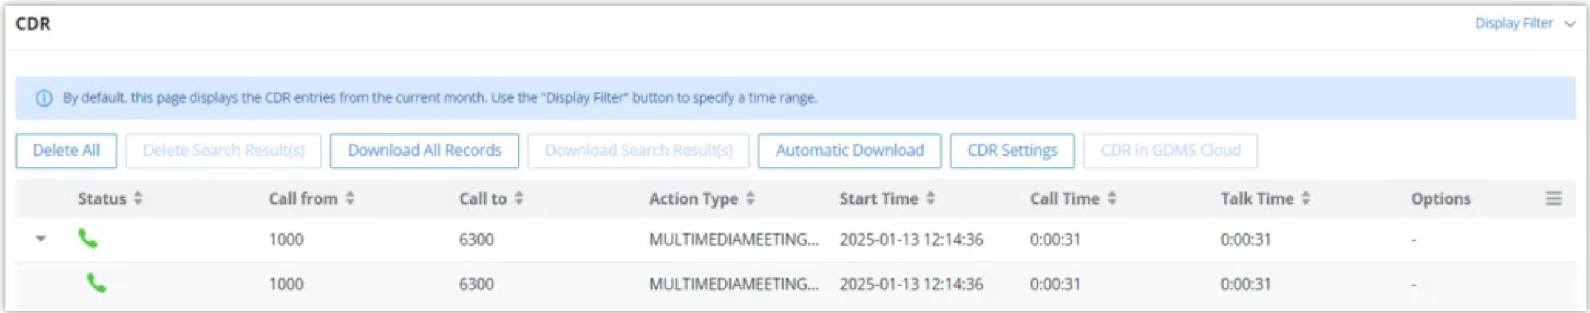 CDR
Display Filter
By default, this page displays the CDR entries from the current month. Use the "Display Filter" button to specify a time range.
Delete All Delete Search Result(s) Download All Records Download Search Result(s) Automatic Download CDR Settings CDR in GDMS Cloud
Status Call from Call to Action Type Start Time Call Time Talk Time Options
1000 6300 MULTIMEDIAMEETING... 2025-01-13 12:14:36 0:00:31 0:00:31 -
1000 6300 MULTIMEDIAMEETING... 2025-01-13 12:14:36 0:00:31 0:00:31 -